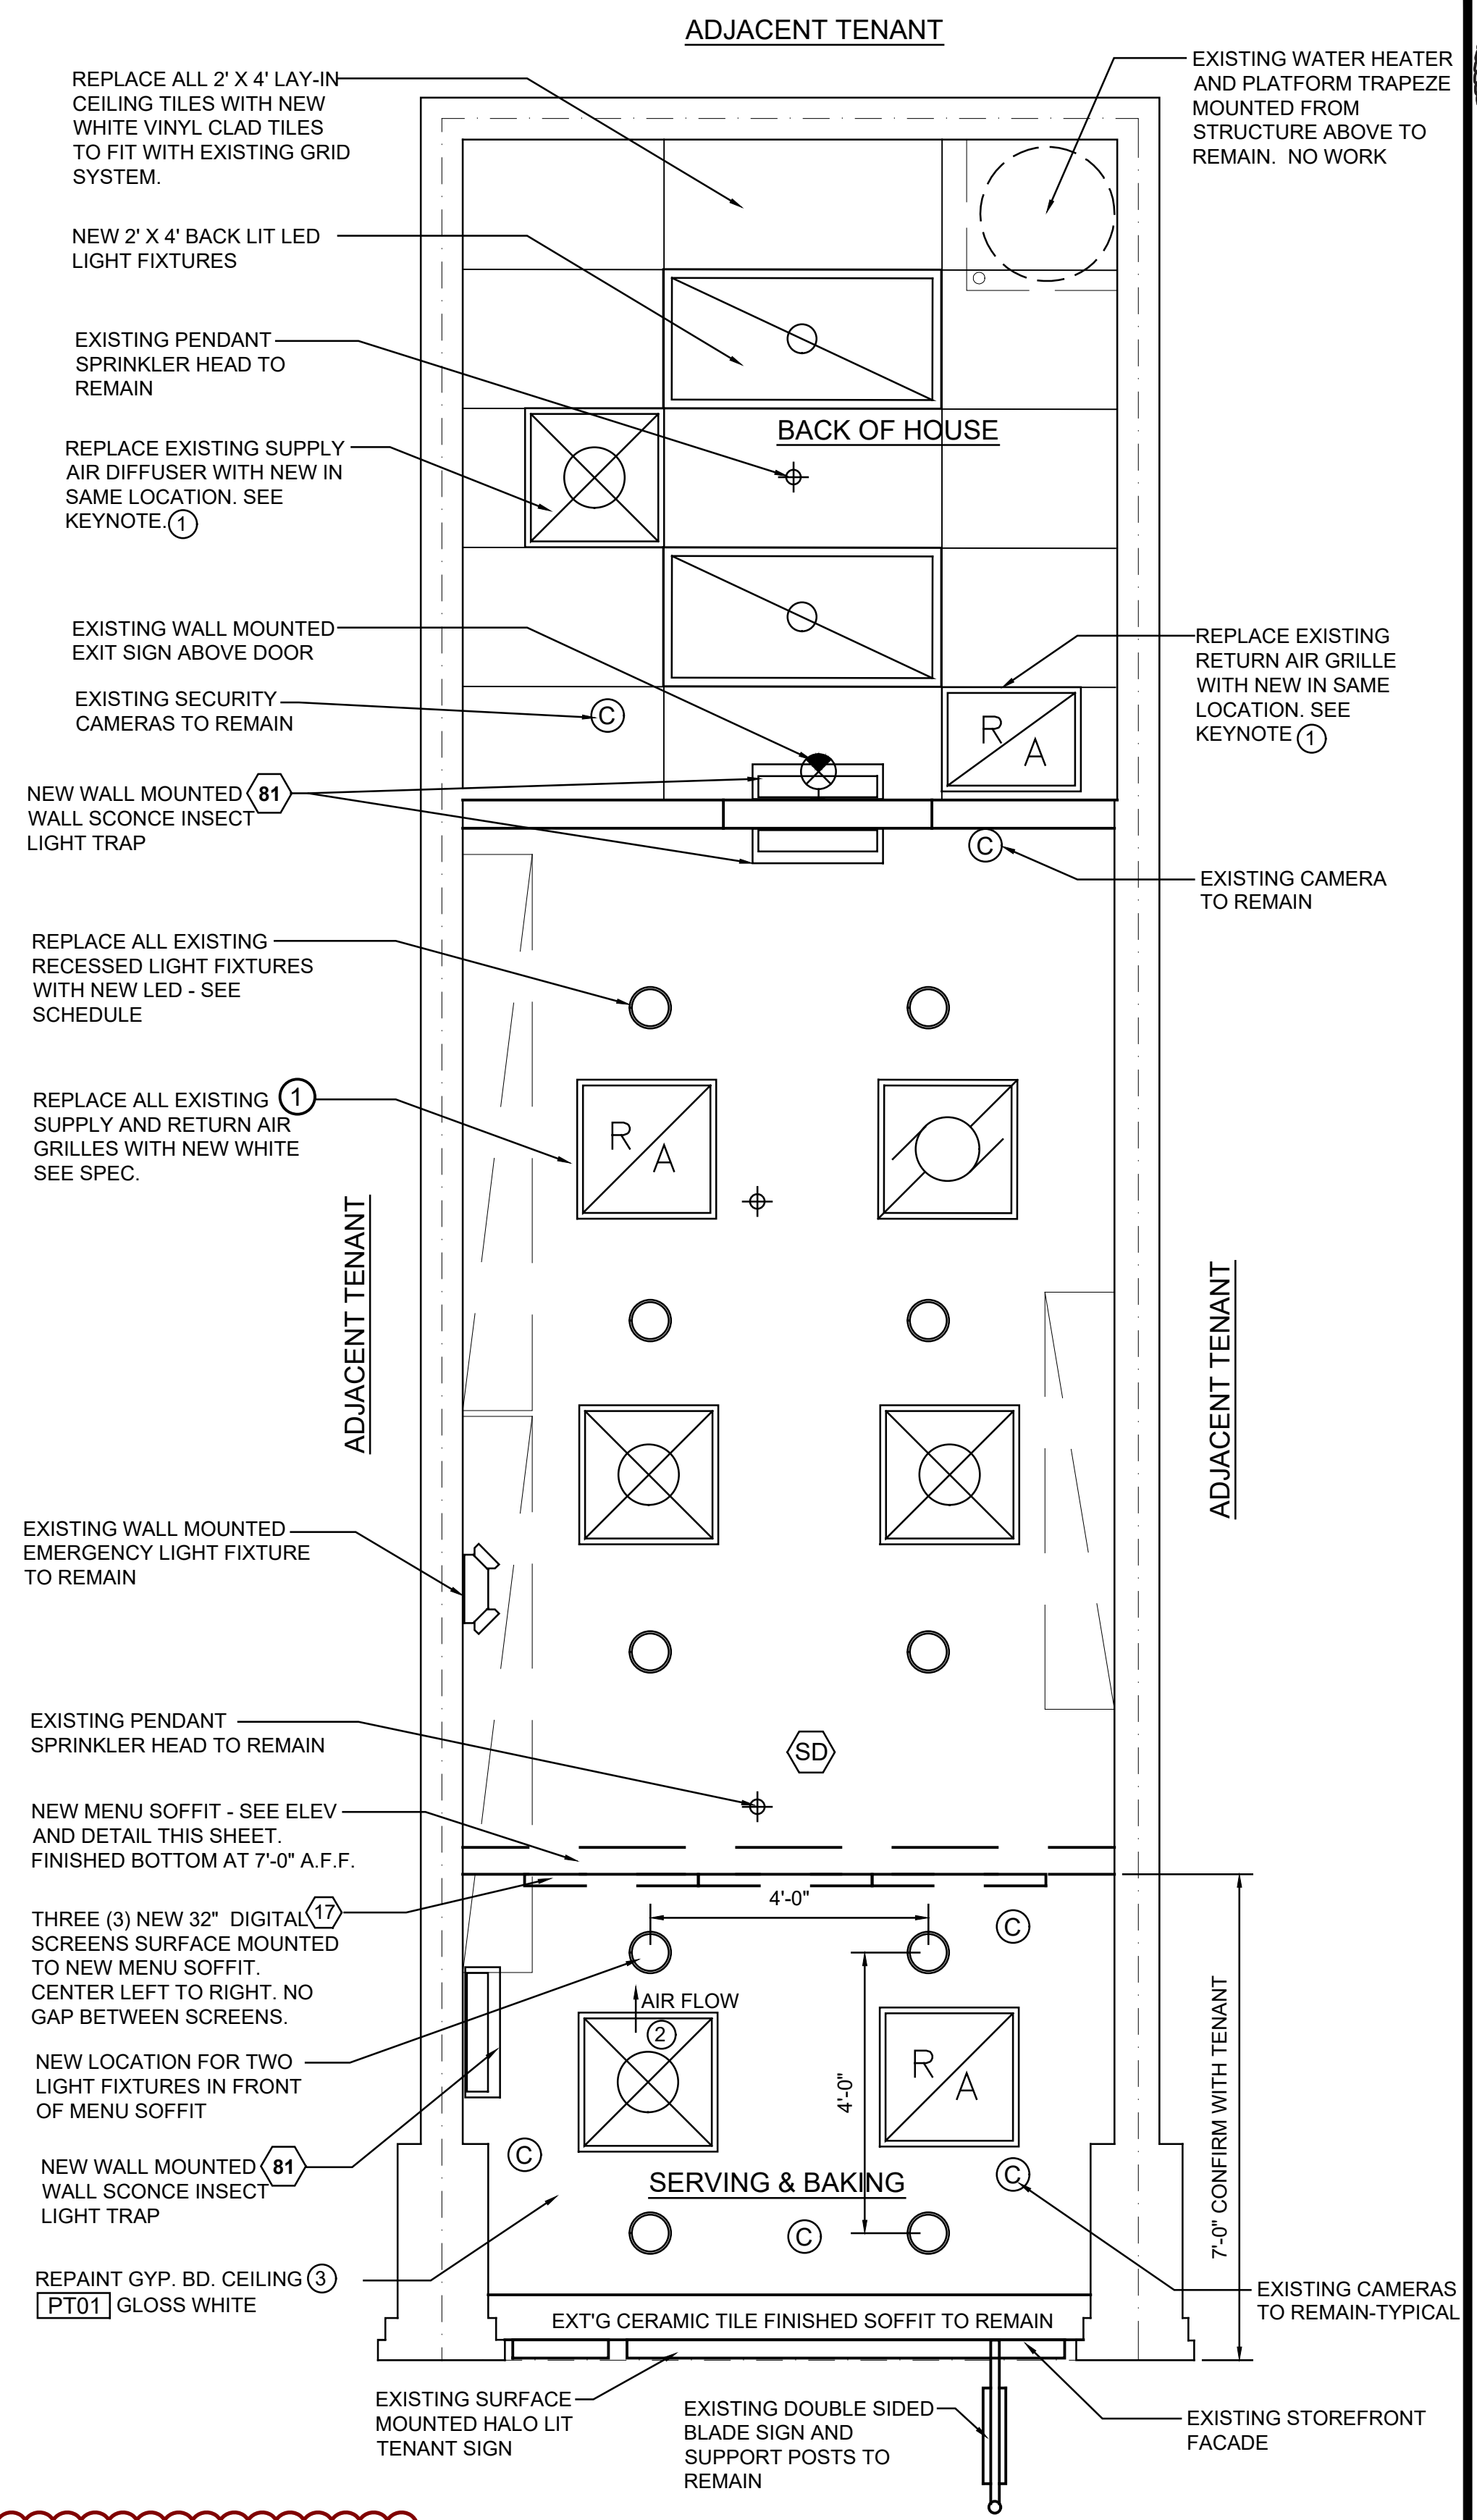 ADJACENT TENANT
REPLACE ALL 2' X 4' LAY-IN
CEILING TILES WITH NEW
WHITE VINYL CLAD TILES
TO FIT WITH EXISTING GRID
SYSTEM.
EXISTING WATER HEATER
AND PLATFORM TRAPEZE
MOUNTED FROM
STRUCTURE ABOVE TO
REMAIN. NO WORK
NEW 2' X 4' BACK LIT LED
LIGHT FIXTURES
EXISTING PENDANT
SPRINKLER HEAD TO
REMAIN
BACK OF HOUSE
REPLACE EXISTING SUPPLY
AIR DIFFUSER WITH NEW IN
SAME LOCATION. SEE
KEYNOTE. 1
EXISTING WALL MOUNTED
EXIT SIGN ABOVE DOOR
REPLACE EXISTING
RETURN AIR GRILLE
WITH NEW IN SAME
LOCATION. SEE
KEYNOTE 1
EXISTING SECURITY
CAMERAS TO REMAIN
C
R
A
NEW WALL MOUNTED 81
WALL SCONCE INSECT
LIGHT TRAP
C
EXISTING CAMERA
TO REMAIN
REPLACE ALL EXISTING
RECESSED LIGHT FIXTURES
WITH NEW LED - SEE
SCHEDULE
REPLACE ALL EXISTING 1
SUPPLY AND RETURN AIR
GRILLES WITH NEW WHITE
SEE SPEC.
R
A
ADJACENT TENANT
ADJACENT TENANT
EXISTING WALL MOUNTED
EMERGENCY LIGHT FIXTURE
TO REMAIN
EXISTING PENDANT
SPRINKLER HEAD TO REMAIN
SD
NEW MENU SOFFIT - SEE ELEV
AND DETAIL THIS SHEET.
FINISHED BOTTOM AT 7'-0" A.F.F.
4'-0"
THREE (3) NEW 32" DIGITAL 17
SCREENS SURFACE MOUNTED
TO NEW MENU SOFFIT.
CENTER LEFT TO RIGHT. NO
GAP BETWEEN SCREENS.
C
AIR FLOW
2
R
A
4'-0"
7'-0" CONFIRM WITH TENANT
NEW LOCATION FOR TWO
LIGHT FIXTURES IN FRONT
OF MENU SOFFIT
NEW WALL MOUNTED 81
WALL SCONCE INSECT
LIGHT TRAP
C
C
SERVING & BAKING
C
REPAINT GYP. BD. CEILING 3
PT01 GLOSS WHITE
EXISTING CAMERAS
TO REMAIN-TYPICAL
EXT'G CERAMIC TILE FINISHED SOFFIT TO REMAIN
EXISTING SURFACE
MOUNTED HALO LIT
TENANT SIGN
EXISTING DOUBLE SIDED
BLADE SIGN AND
SUPPORT POSTS TO
REMAIN
EXISTING STOREFRONT
FACADE